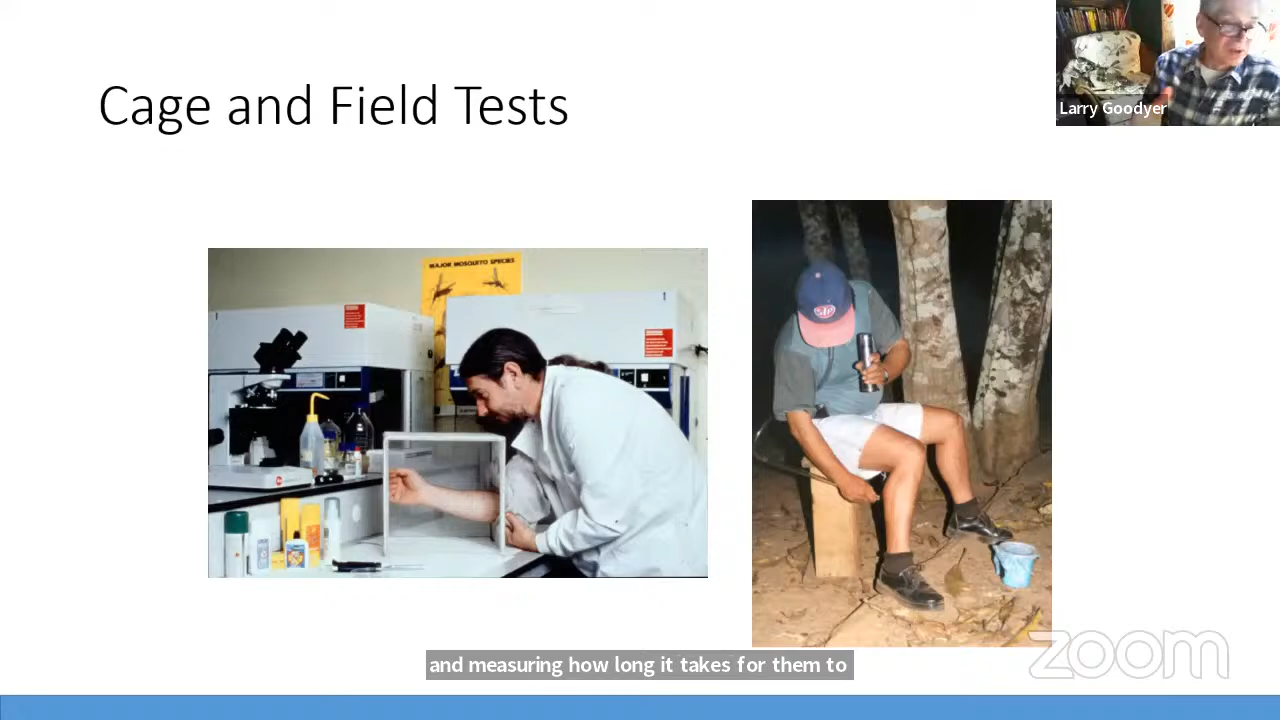 Cage and Field Tests
Larry Goodyer
MAJOR MOSQUITO SPECIES
and measuring how long it takes for them to
zoom